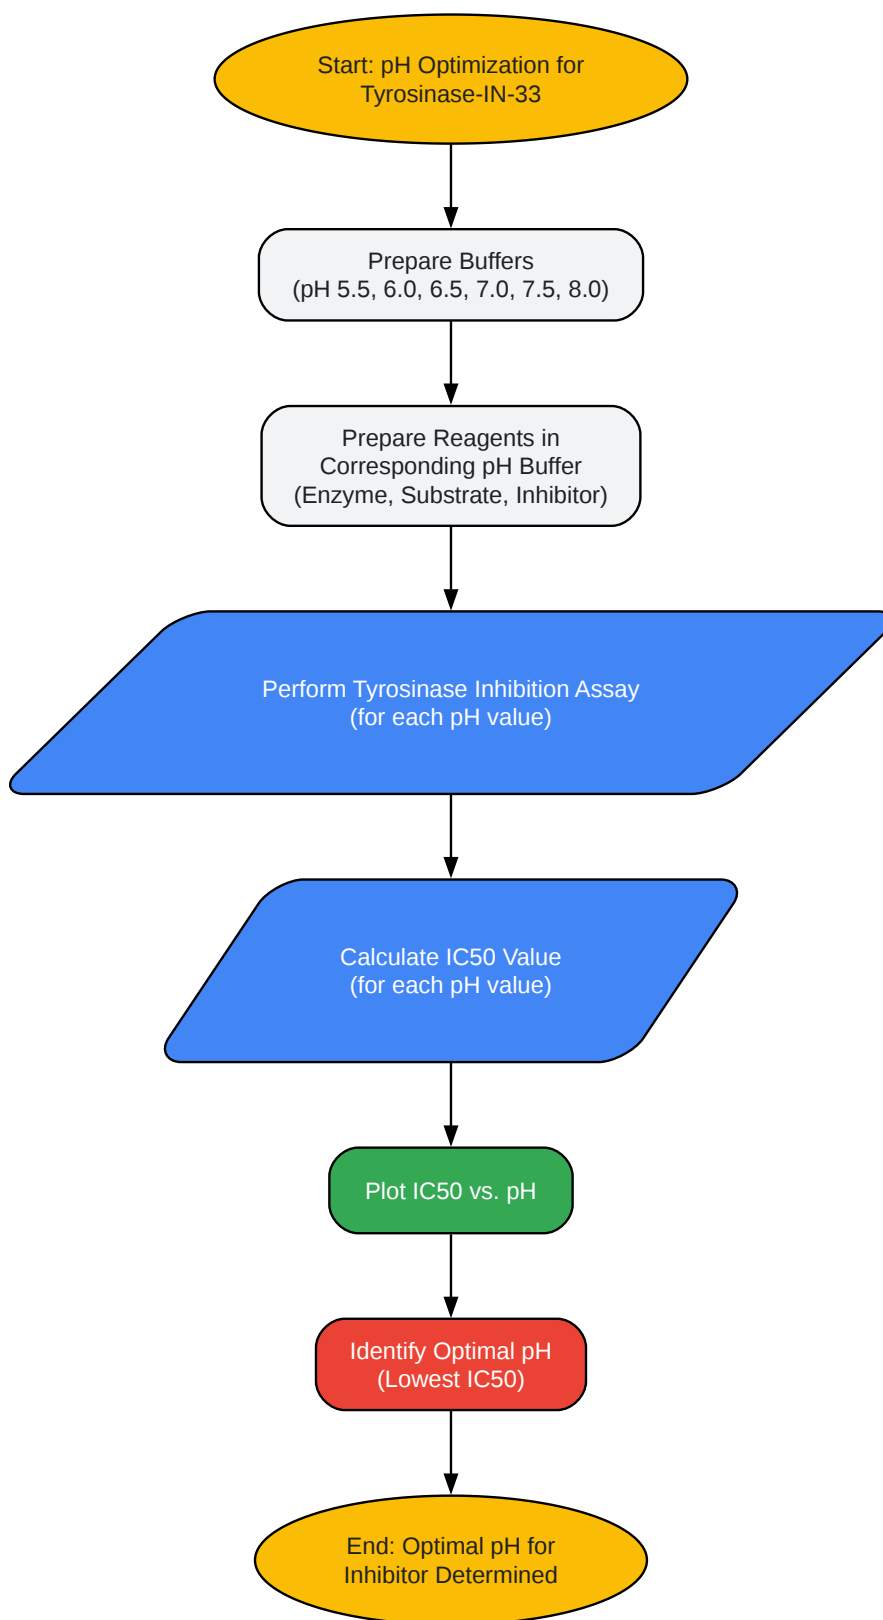 Start: pH Optimization for
Tyrosinase-IN-33
Prepare Buffers
(pH 5.5, 6.0, 6.5, 7.0, 7.5, 8.0)
Prepare Reagents in
Corresponding pH Buffer
(Enzyme, Substrate, Inhibitor)
Perform Tyrosinase Inhibition Assay
(for each pH value)
Calculate IC50 Value
(for each pH value)
Plot IC50 vs. pH
Identify Optimal pH
(Lowest IC50)
End: Optimal pH for
Inhibitor Determined